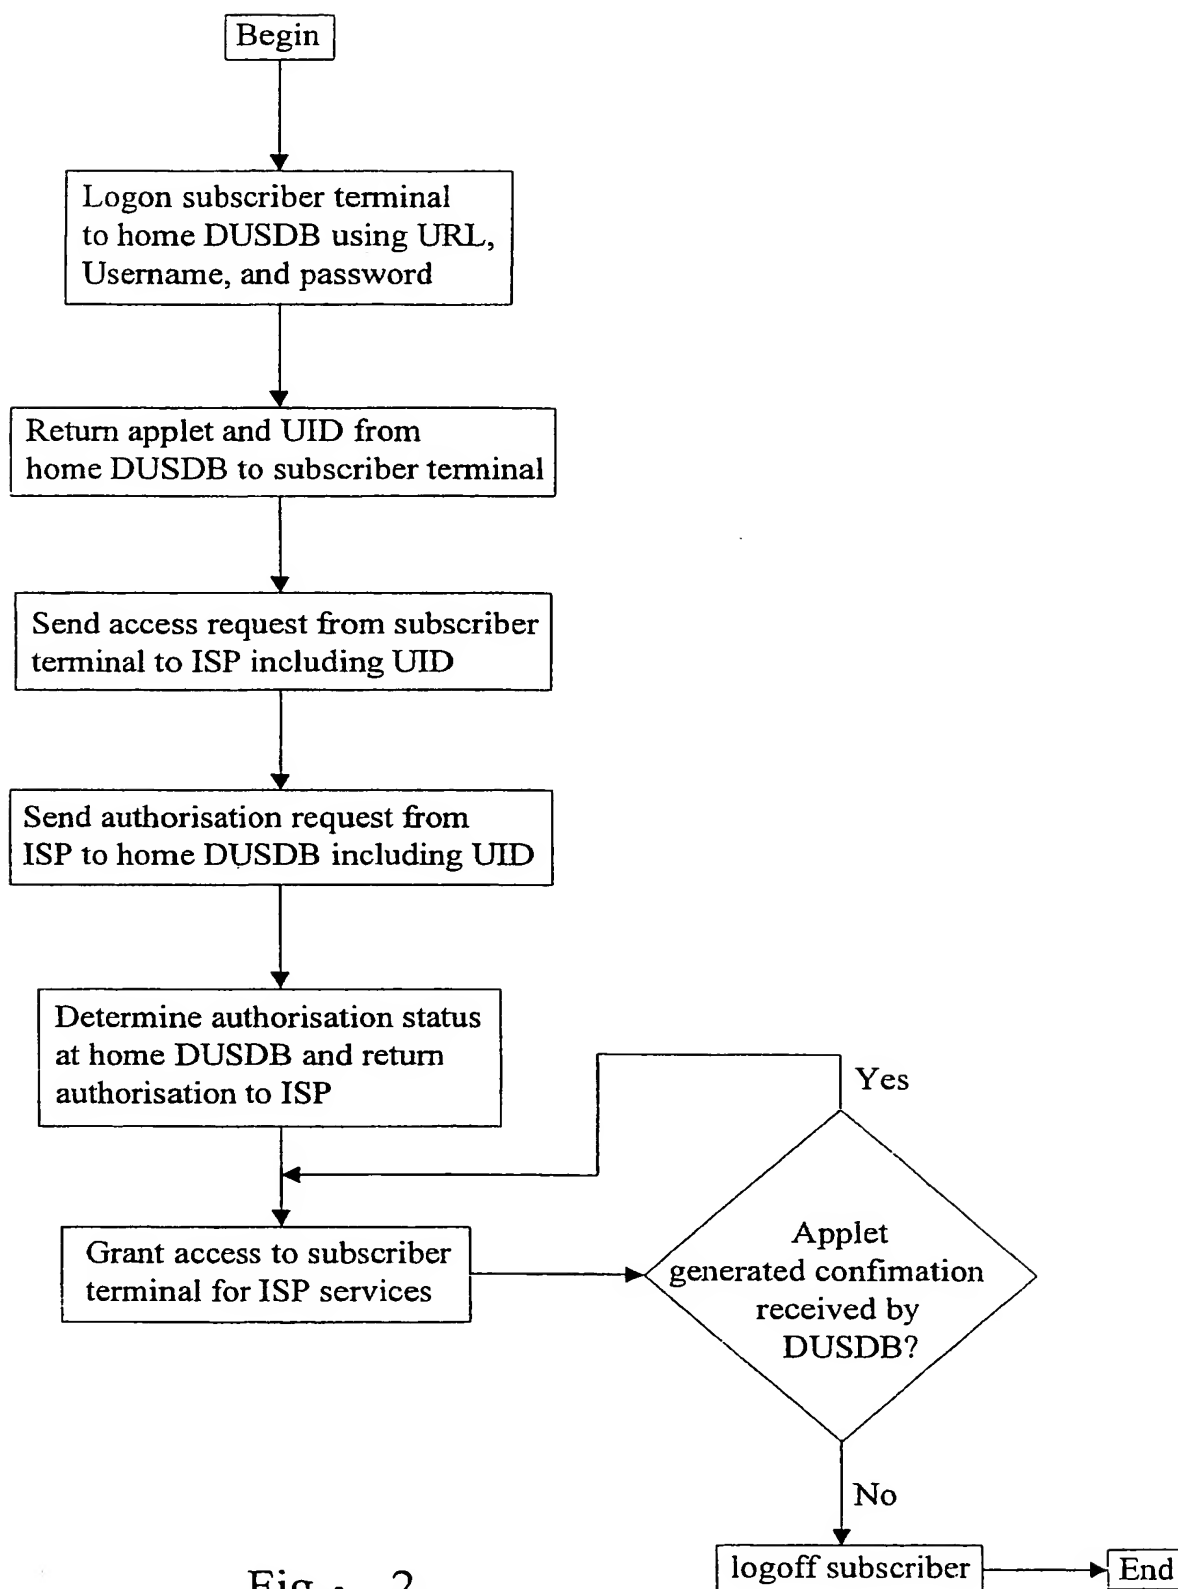 Begin
Logon subscriber terminal
to home DUSDB using URL,
Username, and password
Return applet and UID from
home DUSDB to subscriber terminal
Send access request from subscriber
terminal to ISP including UID
Send authorisation request from
ISP to home DUSDB including UID
Determine authorisation status
at home DUSDB and return
authorisation to ISP
Yes
Grant access to subscriber
terminal for ISP services
Applet
generated confimation
received by
DUSDB?
No
logoff subscriber
End
Fig. 2